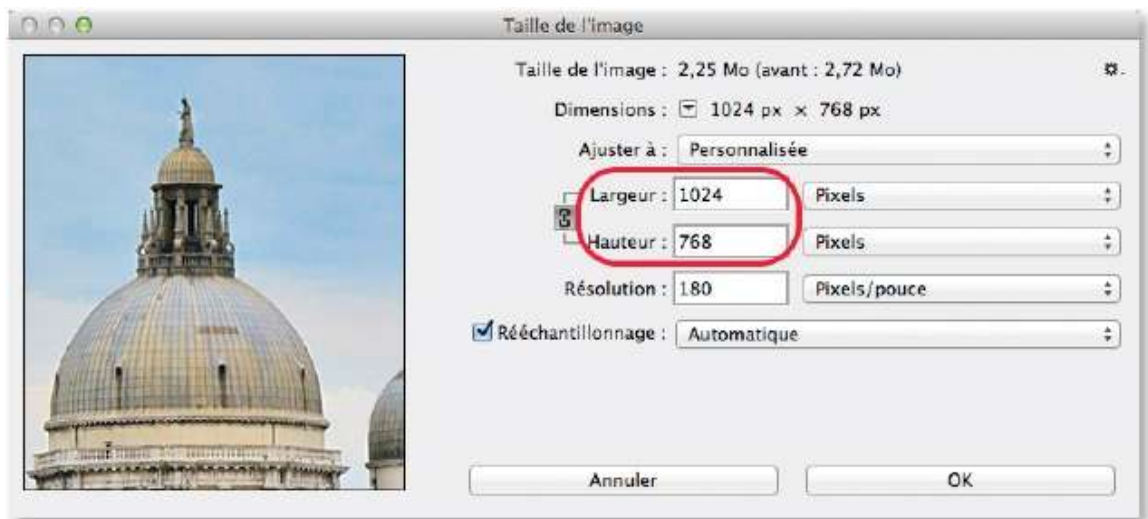 Taille de l'image
Taille de l'image : 2,25 Mo (avant : 2,72 Mo)
Dimensions : 1024 px × 768 px
Ajuster à : Personnalisée
Largeur : 1024 Pixels
Hauteur : 768 Pixels
Résolution : 180 Pixels/pouce
Rééchantillonnage : Automatique
Annuler OK